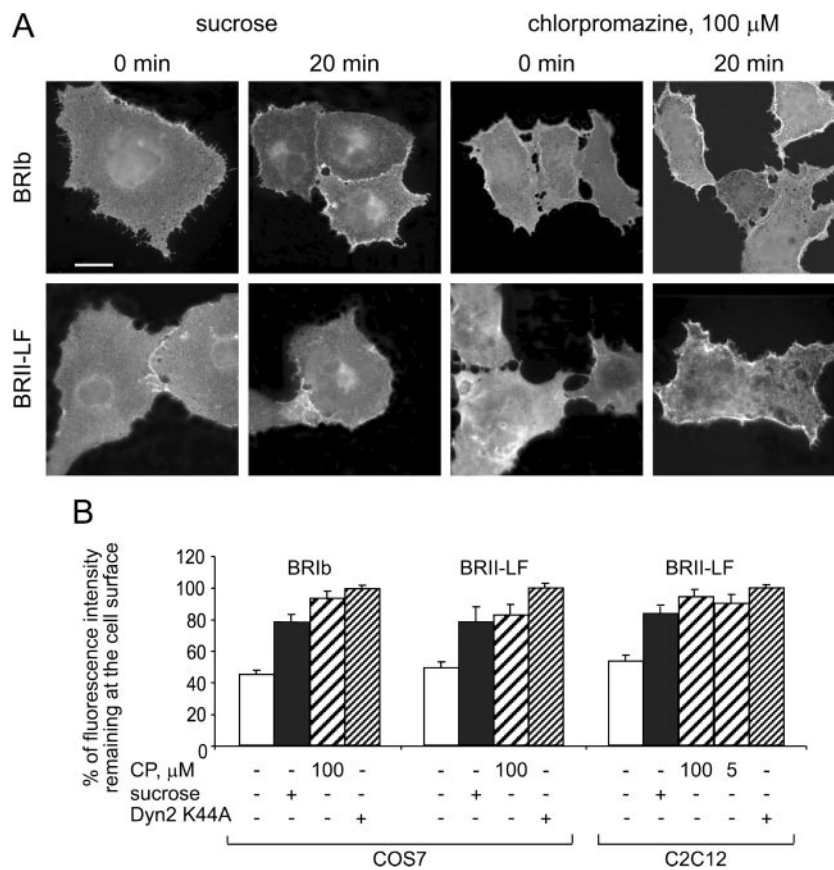 A
sucrose chlorpromazine, 100 μM
0 min 20 min 0 min 20 min
BRIb
BRII-LF
B
% of fluorescence intensity
remaining at the cell surface
120
100
80
60
40
20
0
BRIb BRII-LF BRII-LF
CP, μM - - 100 - - - 100 - - - 100 5 -
sucrose - + - - - + - - - + - - -
Dyn2 K44A - - - + - - - + - - - - +
COS7 C2C12